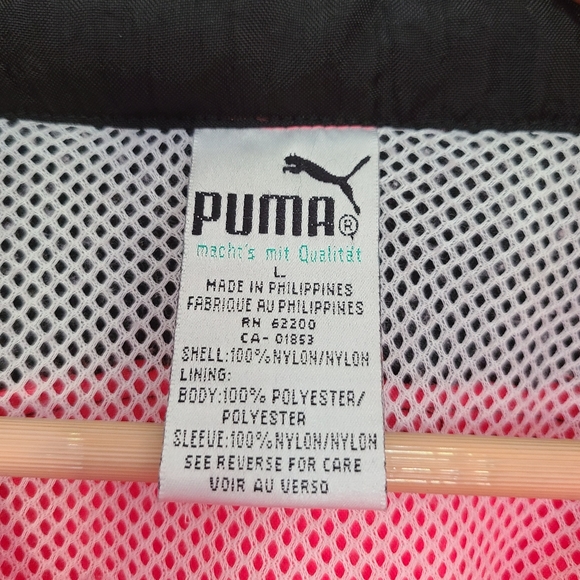 PUMA®
macht's mit Qualität
L
MADE IN PHILIPPINES
FABRIQUE AU PHILIPPINES
RN 62200
CA- 01853
SHELL:100%NYLON/NYLON
LINING:
BODY:100% POLYESTER/
POLYESTER
SLEEVE:100%NYLON/NYLON
SEE REVERSE FOR CARE
VOIR AU VERSO